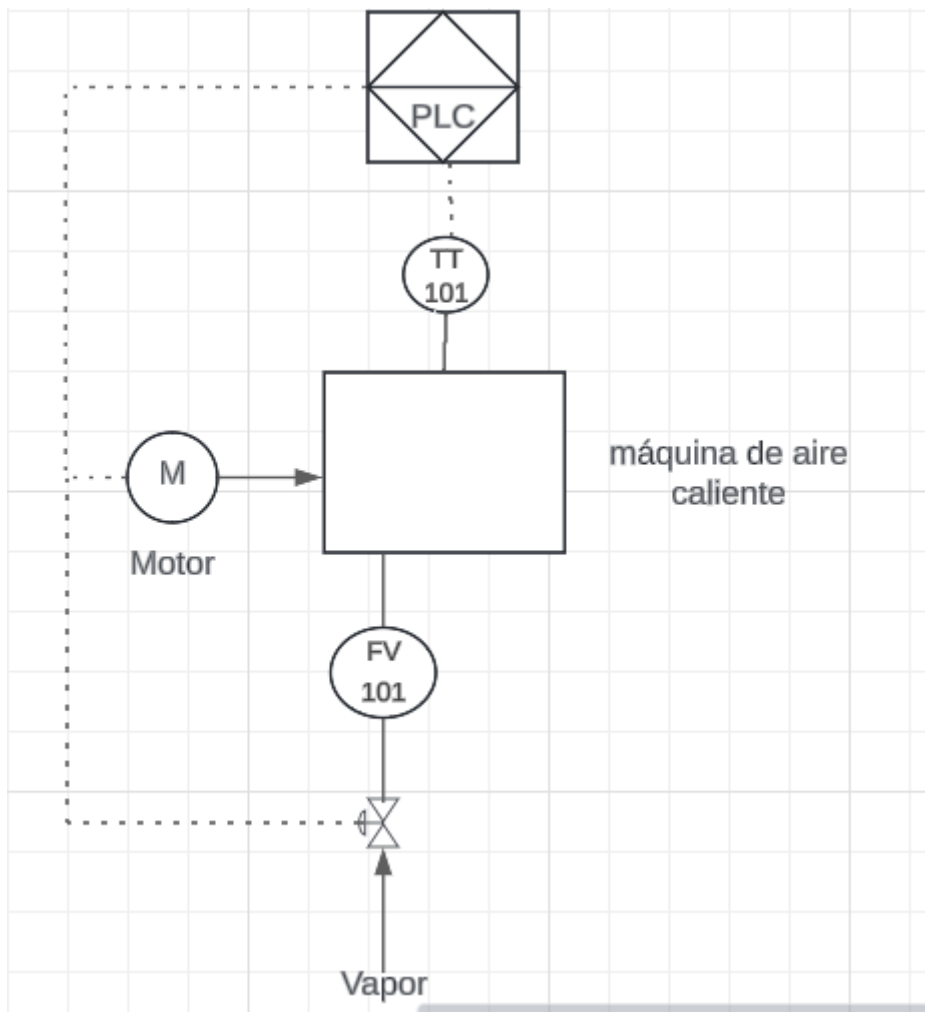 PLC
TT
101
máquina de aire
caliente
M
Motor
FV
101
Vapor